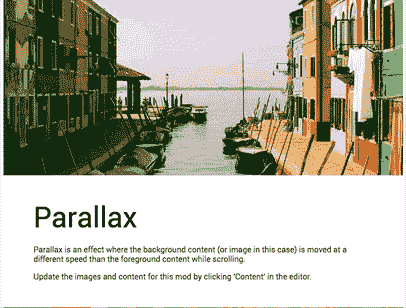 Parallax
Parallax is an effect where the background content (or image in this case) is moved at a
different speed than the foreground content while scrolling.
Update the images and content for this mod by clicking 'Content' in the editor.